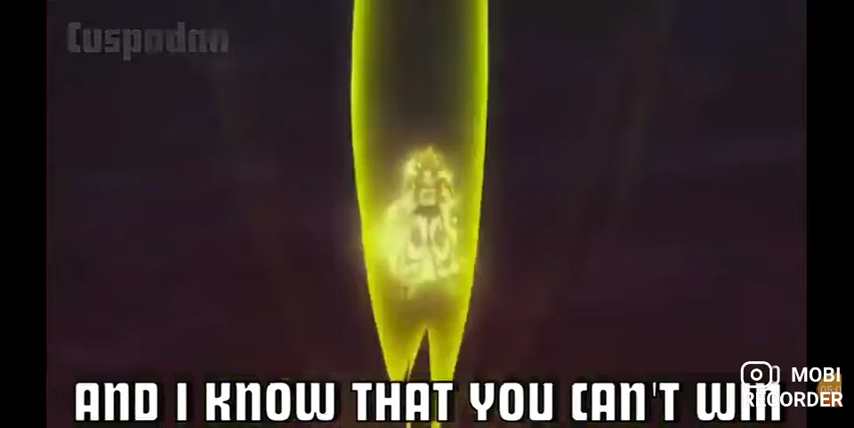 Cuspadan
AND I KNOW THAT YOU CAN'T WIN
MOBI
RECORDER